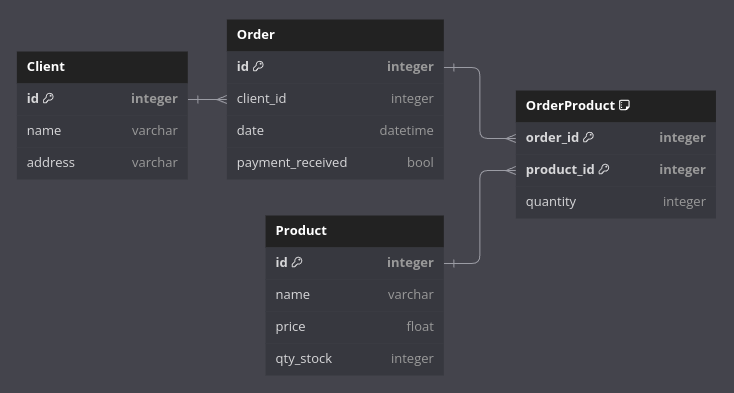 Client
id integer
name varchar
address varchar
Order
id integer
client_id integer
date datetime
payment_received bool
OrderProduct
order_id integer
product_id integer
quantity integer
Product
id integer
name varchar
price float
qty_stock integer